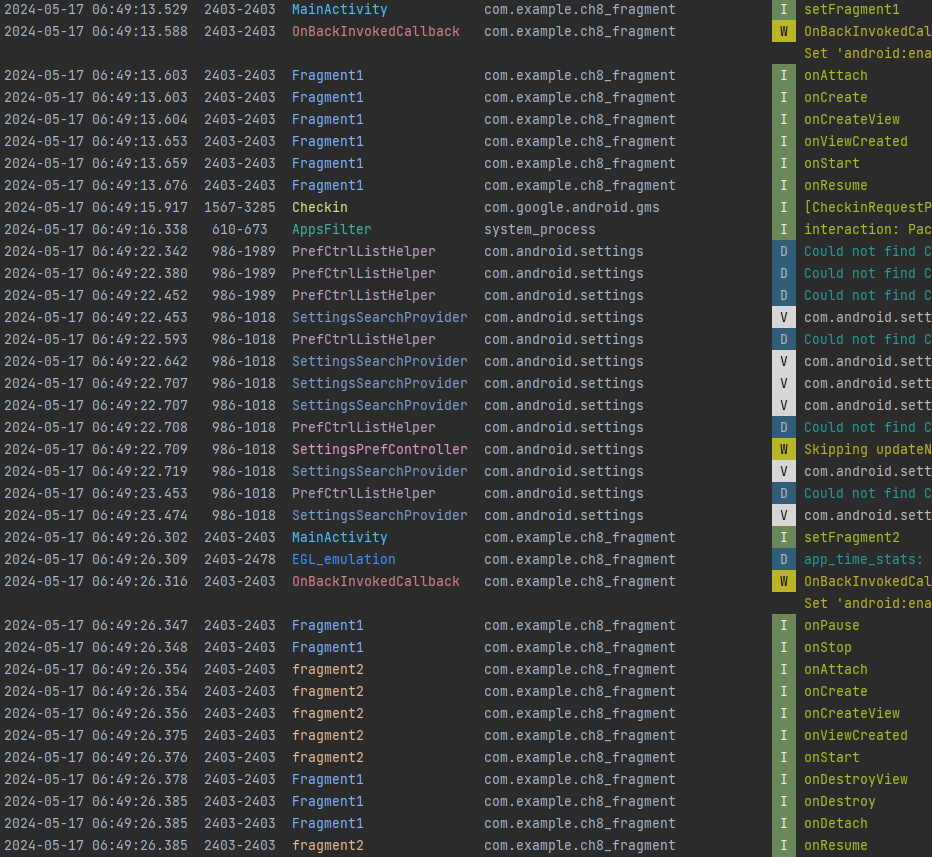 2024-05-17 06:49:13.529 2403-2403 MainActivity com.example.ch8_fragment I setFragment1
2024-05-17 06:49:13.588 2403-2403 OnBackInvokedCallback com.example.ch8_fragment W OnBackInvokedCal
Set 'android:ena
2024-05-17 06:49:13.603 2403-2403 Fragment1 com.example.ch8_fragment I onAttach
2024-05-17 06:49:13.603 2403-2403 Fragment1 com.example.ch8_fragment I onCreate
2024-05-17 06:49:13.604 2403-2403 Fragment1 com.example.ch8_fragment I onCreateView
2024-05-17 06:49:13.653 2403-2403 Fragment1 com.example.ch8_fragment I onViewCreated
2024-05-17 06:49:13.659 2403-2403 Fragment1 com.example.ch8_fragment I onStart
2024-05-17 06:49:13.676 2403-2403 Fragment1 com.example.ch8_fragment I onResume
2024-05-17 06:49:15.917 1567-3285 Checkin com.google.android.gms I [CheckinRequestP
2024-05-17 06:49:16.338 610-673 AppsFilter system_process I interaction: Pac
2024-05-17 06:49:22.342 986-1989 PrefCtrlListHelper com.android.settings D Could not find C
2024-05-17 06:49:22.380 986-1989 PrefCtrlListHelper com.android.settings D Could not find C
2024-05-17 06:49:22.452 986-1989 PrefCtrlListHelper com.android.settings D Could not find C
2024-05-17 06:49:22.453 986-1018 SettingsSearchProvider com.android.settings V com.android.sett
2024-05-17 06:49:22.593 986-1018 PrefCtrlListHelper com.android.settings D Could not find C
2024-05-17 06:49:22.642 986-1018 SettingsSearchProvider com.android.settings V com.android.sett
2024-05-17 06:49:22.707 986-1018 SettingsSearchProvider com.android.settings V com.android.sett
2024-05-17 06:49:22.707 986-1018 SettingsSearchProvider com.android.settings V com.android.sett
2024-05-17 06:49:22.708 986-1018 PrefCtrlListHelper com.android.settings D Could not find C
2024-05-17 06:49:22.709 986-1018 SettingsPrefController com.android.settings W Skipping updateN
2024-05-17 06:49:22.719 986-1018 SettingsSearchProvider com.android.settings V com.android.sett
2024-05-17 06:49:23.453 986-1018 PrefCtrlListHelper com.android.settings D Could not find C
2024-05-17 06:49:23.474 986-1018 SettingsSearchProvider com.android.settings V com.android.sett
2024-05-17 06:49:26.302 2403-2403 MainActivity com.example.ch8_fragment I setFragment2
2024-05-17 06:49:26.309 2403-2478 EGL_emulation com.example.ch8_fragment D app_time_stats:
2024-05-17 06:49:26.316 2403-2403 OnBackInvokedCallback com.example.ch8_fragment W OnBackInvokedCal
Set 'android:ena
2024-05-17 06:49:26.347 2403-2403 Fragment1 com.example.ch8_fragment I onPause
2024-05-17 06:49:26.348 2403-2403 Fragment1 com.example.ch8_fragment I onStop
2024-05-17 06:49:26.354 2403-2403 fragment2 com.example.ch8_fragment I onAttach
2024-05-17 06:49:26.354 2403-2403 fragment2 com.example.ch8_fragment I onCreate
2024-05-17 06:49:26.356 2403-2403 fragment2 com.example.ch8_fragment I onCreateView
2024-05-17 06:49:26.375 2403-2403 fragment2 com.example.ch8_fragment I onViewCreated
2024-05-17 06:49:26.376 2403-2403 fragment2 com.example.ch8_fragment I onStart
2024-05-17 06:49:26.378 2403-2403 Fragment1 com.example.ch8_fragment I onDestroyView
2024-05-17 06:49:26.385 2403-2403 Fragment1 com.example.ch8_fragment I onDestroy
2024-05-17 06:49:26.385 2403-2403 Fragment1 com.example.ch8_fragment I onDetach
2024-05-17 06:49:26.385 2403-2403 fragment2 com.example.ch8_fragment I onResume